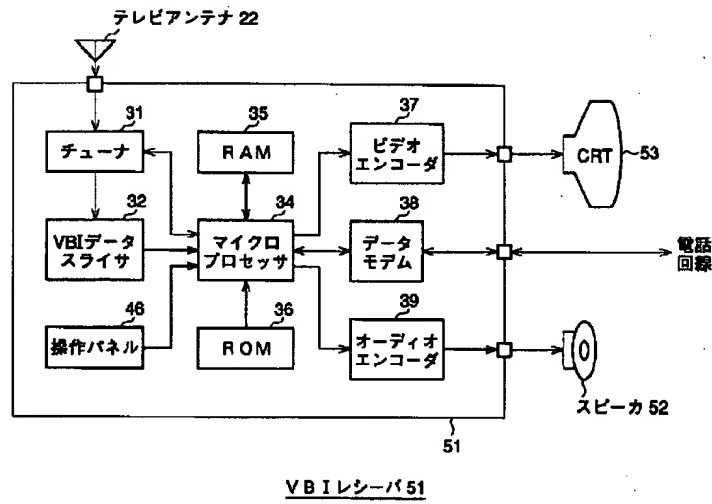 テレビアンテナ 22
31
チューナ
35
RAM
37
ビデオ
エンコーダ
CRT
53
32
VBIデータ
スライサ
34
マイクロ
プロセッサ
38
データ
モデム
電話
回線
46
操作パネル
36
ROM
39
オーディオ
エンコーダ
スピーカ 52
51
VBIレシーバ 51